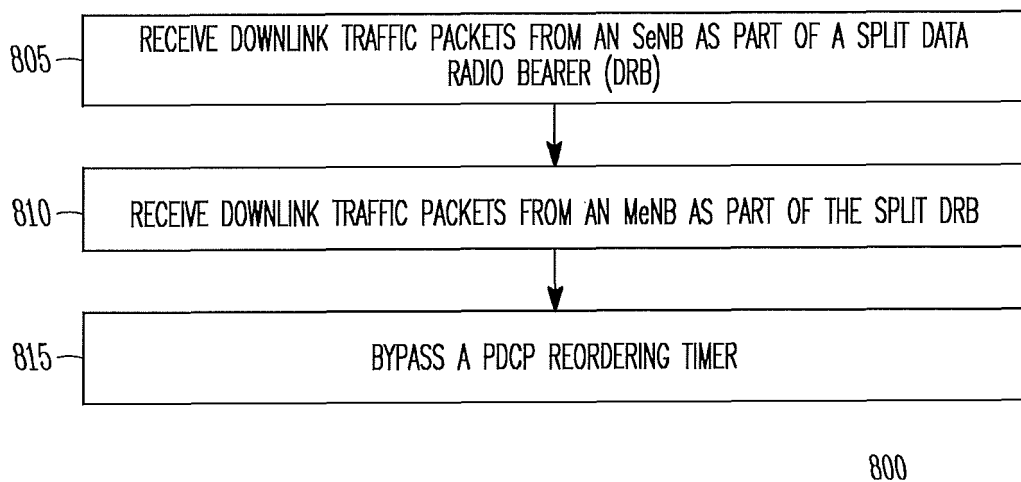 805
RECEIVE DOWNLINK TRAFFIC PACKETS FROM AN SeNB AS PART OF A SPLIT DATA
RADIO BEARER (DRB)
810
RECEIVE DOWNLINK TRAFFIC PACKETS FROM AN MeNB AS PART OF THE SPLIT DRB
815
BYPASS A PDCP REORDERING TIMER
800